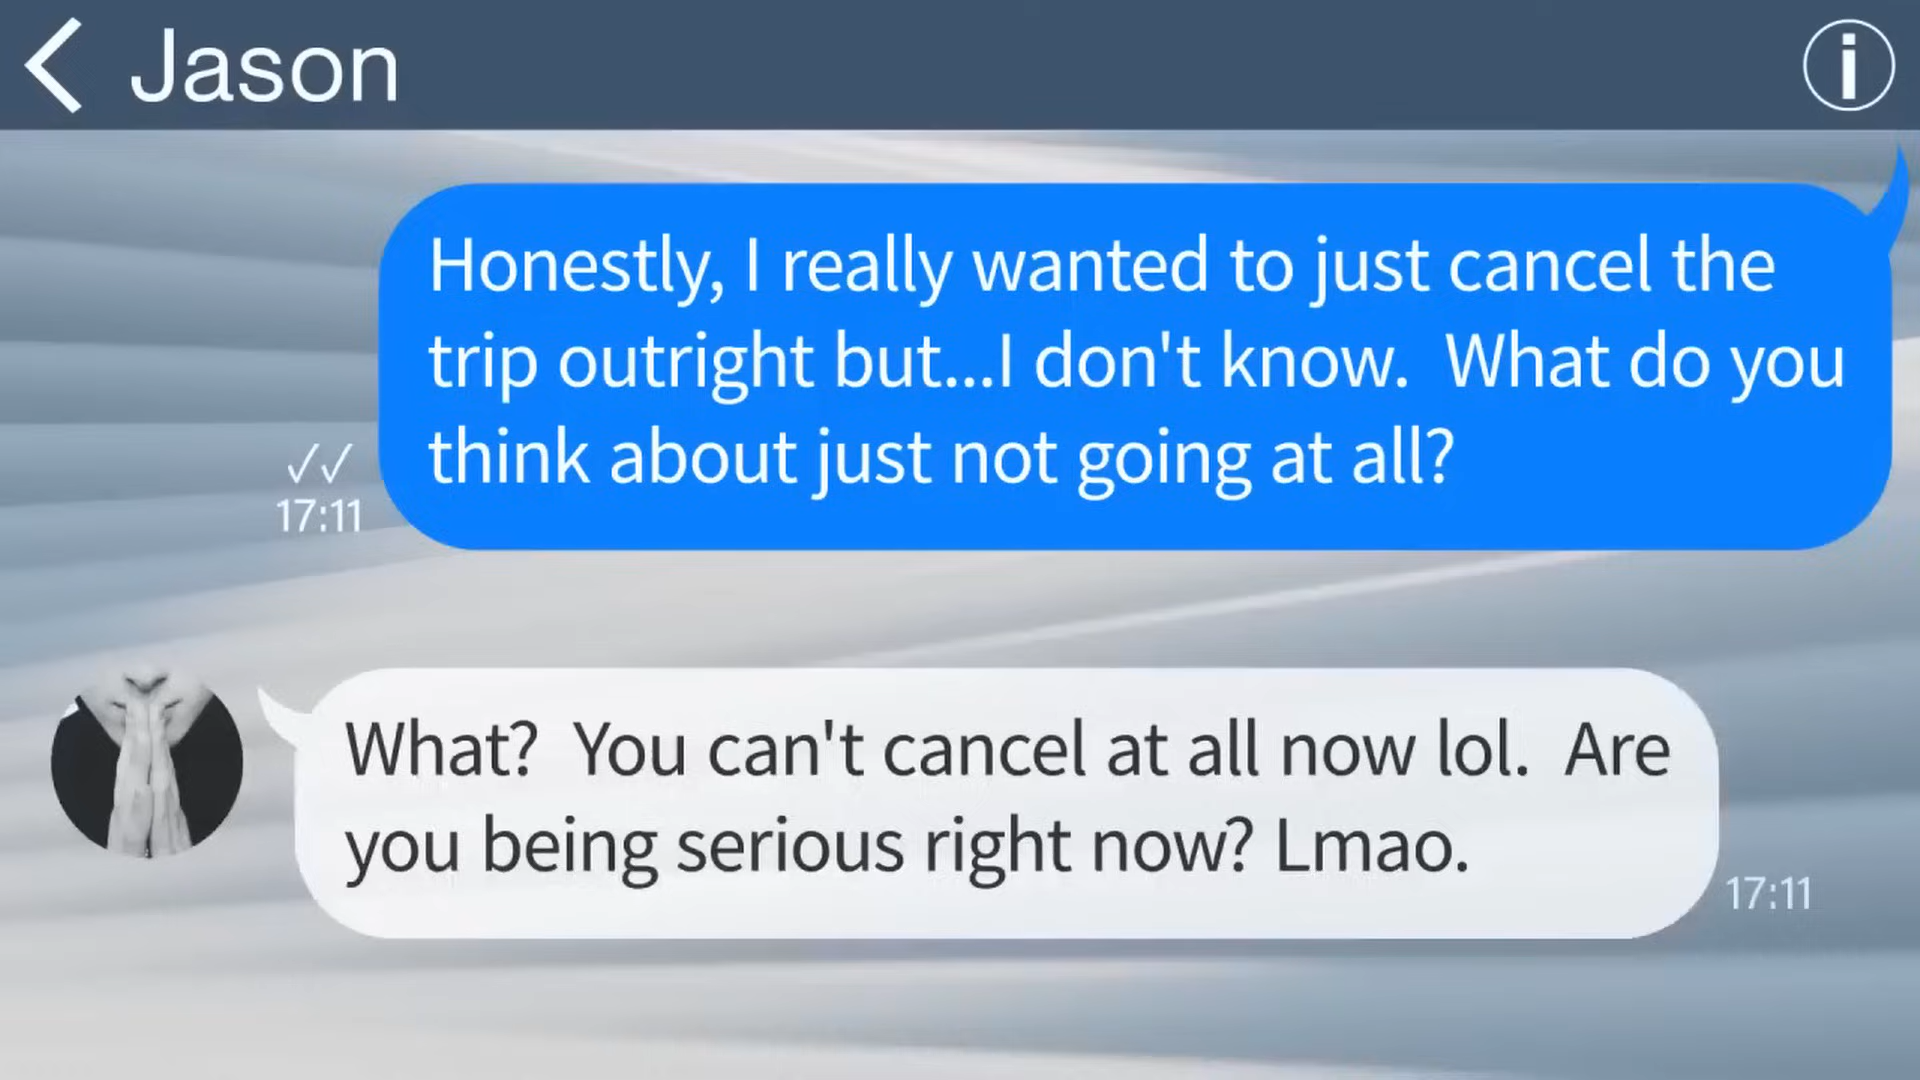 Jason
Honestly, I really wanted to just cancel the
trip outright but...I don't know.  What do you
think about just not going at all?
✓✓
17:11
What?  You can't cancel at all now lol.  Are
you being serious right now? Lmao.
17:11